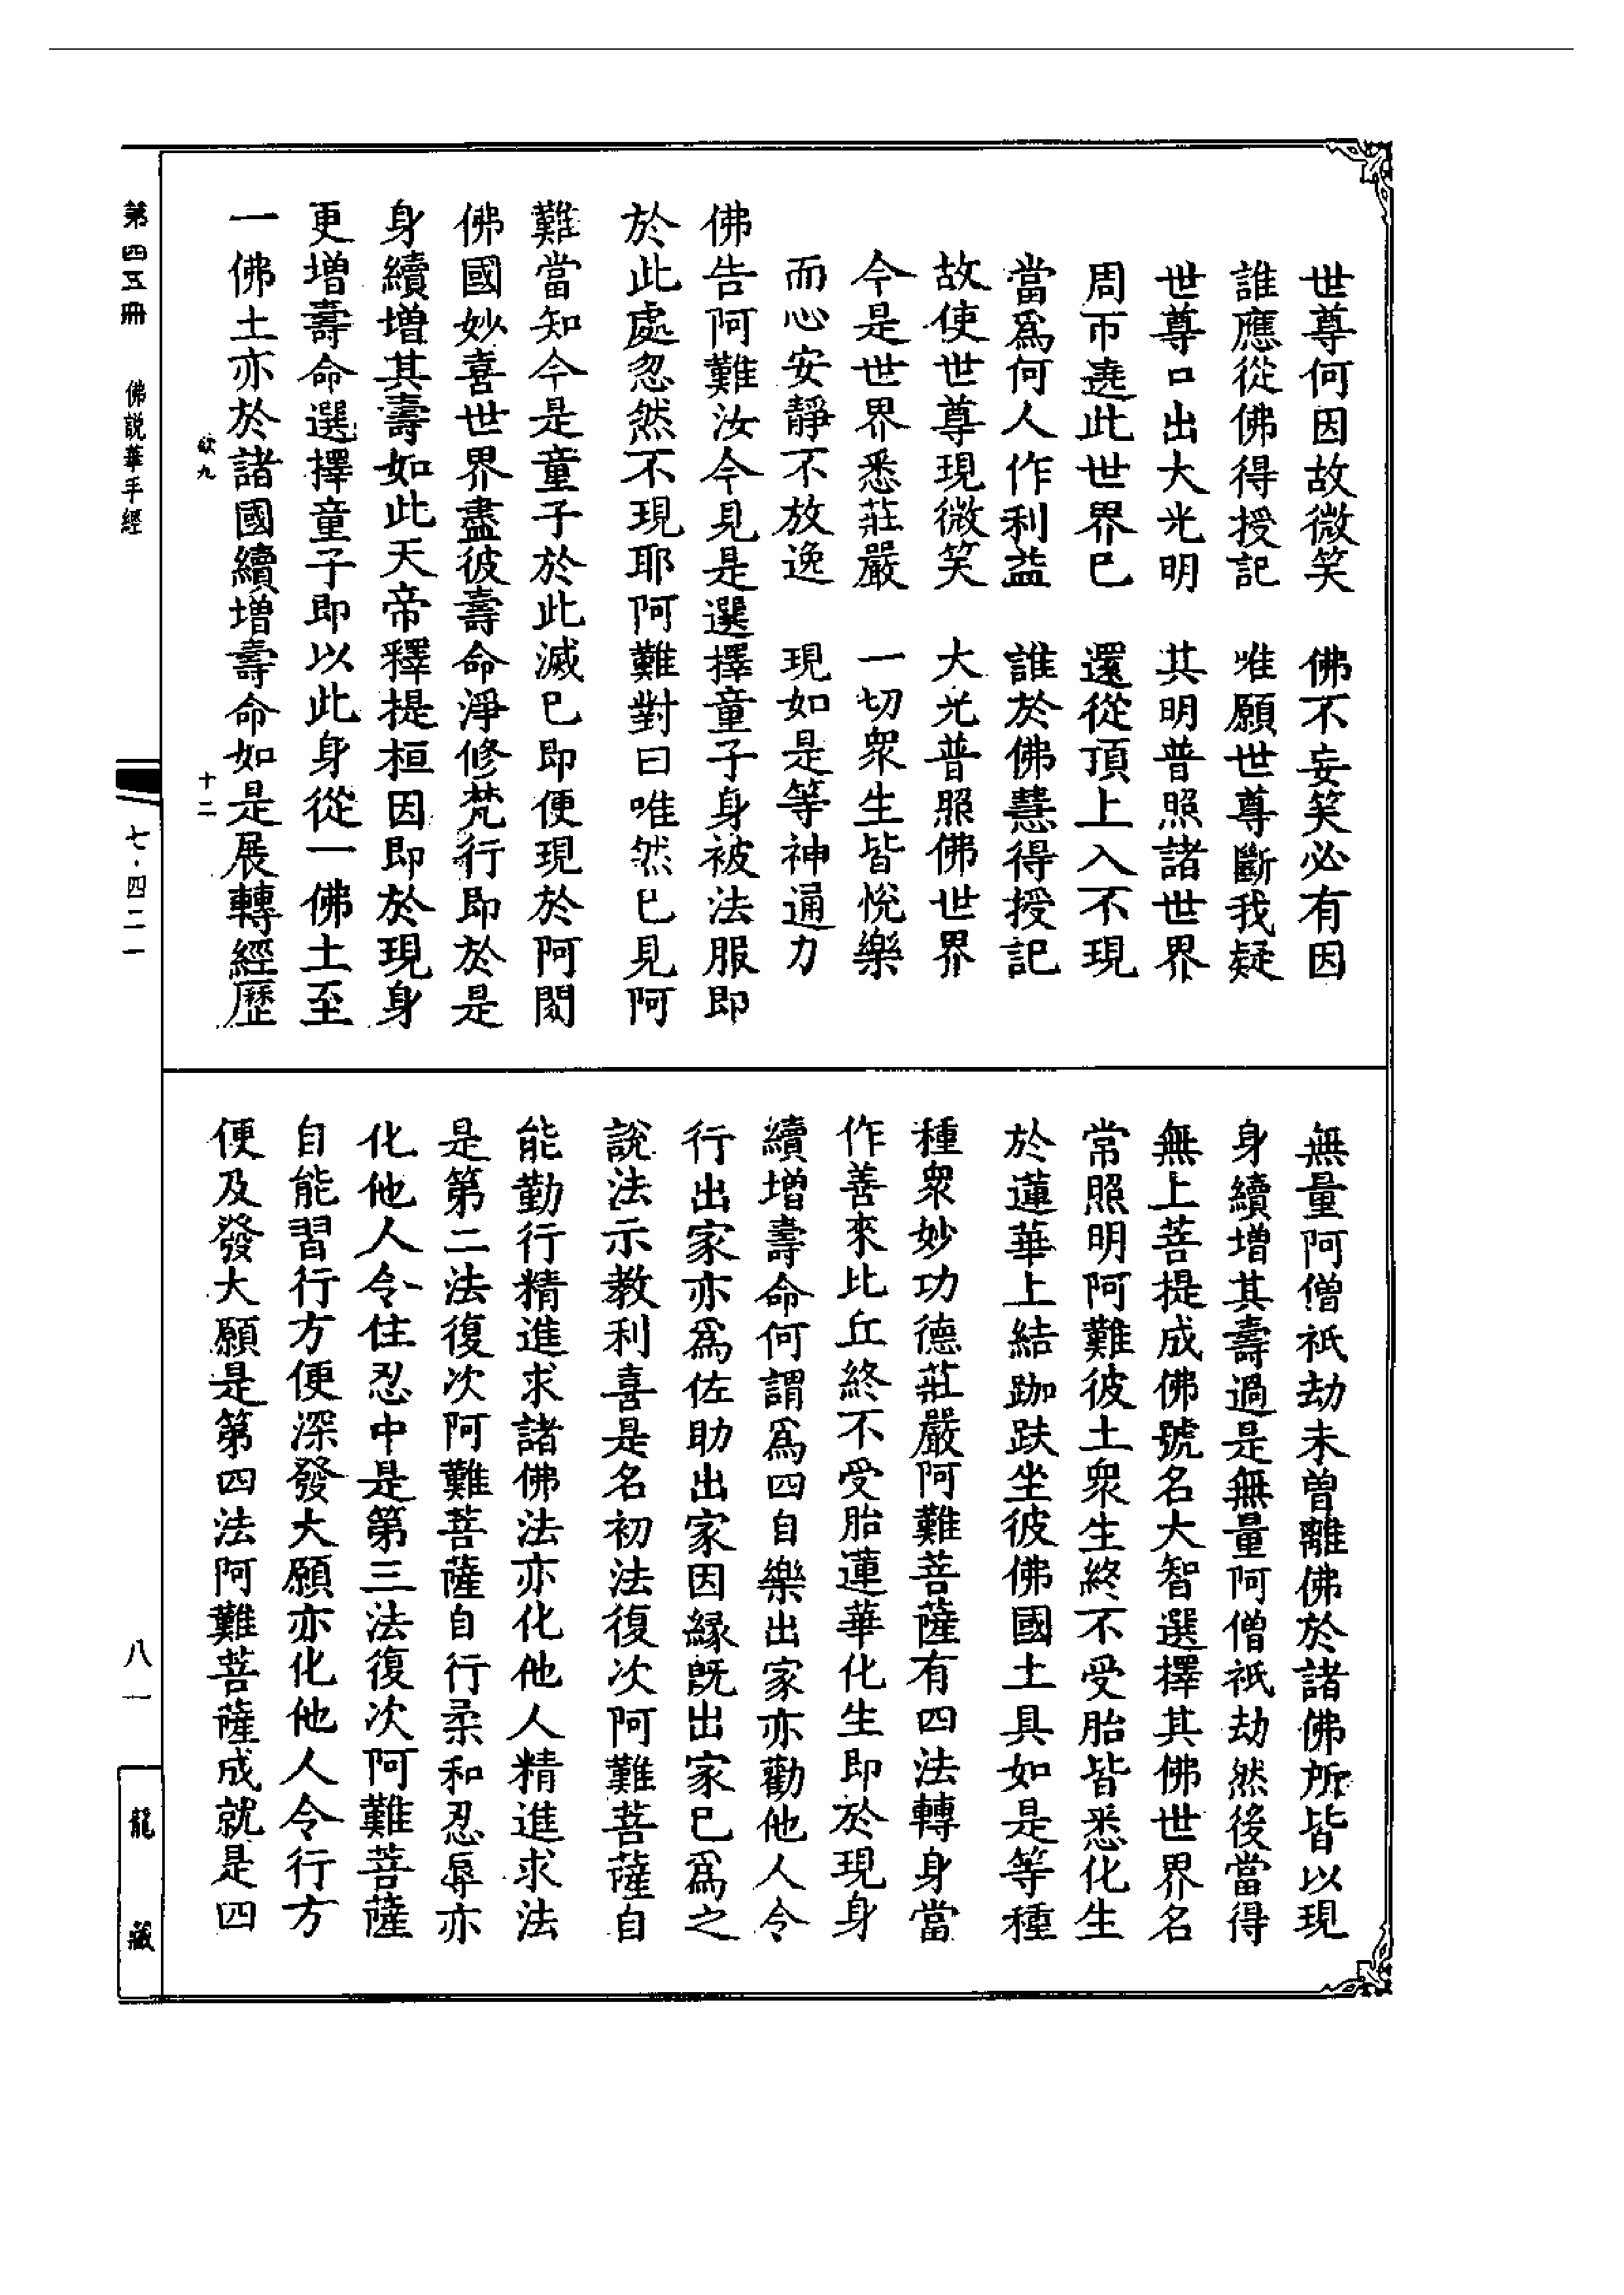 世尊何因故微笑　佛不妄笑必有因
誰應從佛得授記　唯願世尊斷我疑
世尊口出大光明　其明普照諸世界
周帀遶此世界已　還從頂上入不現
當爲何人作利益　誰於佛慧得授記
故使世尊現微笑　大光普照佛世界
今是世界悉莊嚴　一切衆生皆悅樂
而心安靜不放逸　現如是等神通力
佛告阿難汝今見是選擇童子身被法服即
於此處忽然不現耶阿難對曰唯然已見阿
難當知今是童子於此滅已即便現於阿閦
佛國妙喜世界盡彼壽命淨修梵行即於是
身續增其壽如此天帝釋提桓因即於現身
更增壽命選擇童子即以此身從一佛土至
一佛土亦於諸國續增壽命如是展轉經歷
欲九　十二
無量阿僧祇劫未曾離佛於諸佛所皆以現
身續增其壽過是無量阿僧祇劫然後當得
無上菩提成佛號名大智選擇其佛世界名
常照明阿難彼土衆生終不受胎皆悉化生
於蓮華上結跏趺坐彼佛國土具如是等種
種衆妙功德莊嚴阿難菩薩有四法轉身當
作善來比丘終不受胎蓮華化生即於現身
續增壽命何謂爲四自樂出家亦勸他人令
行出家亦爲佐助出家因緣既出家已爲之
說法示教利喜是名初法復次阿難菩薩自
能勤行精進求諸佛法亦化他人精進求法
是第二法復次阿難菩薩自行柔和忍辱亦
化他人令住忍中是第三法復次阿難菩薩
自能習行方便深發大願亦化他人令行方
便及發大願是第四法阿難菩薩成就是四
第四五冊　佛說華手經
七·四二一
八一
龍藏